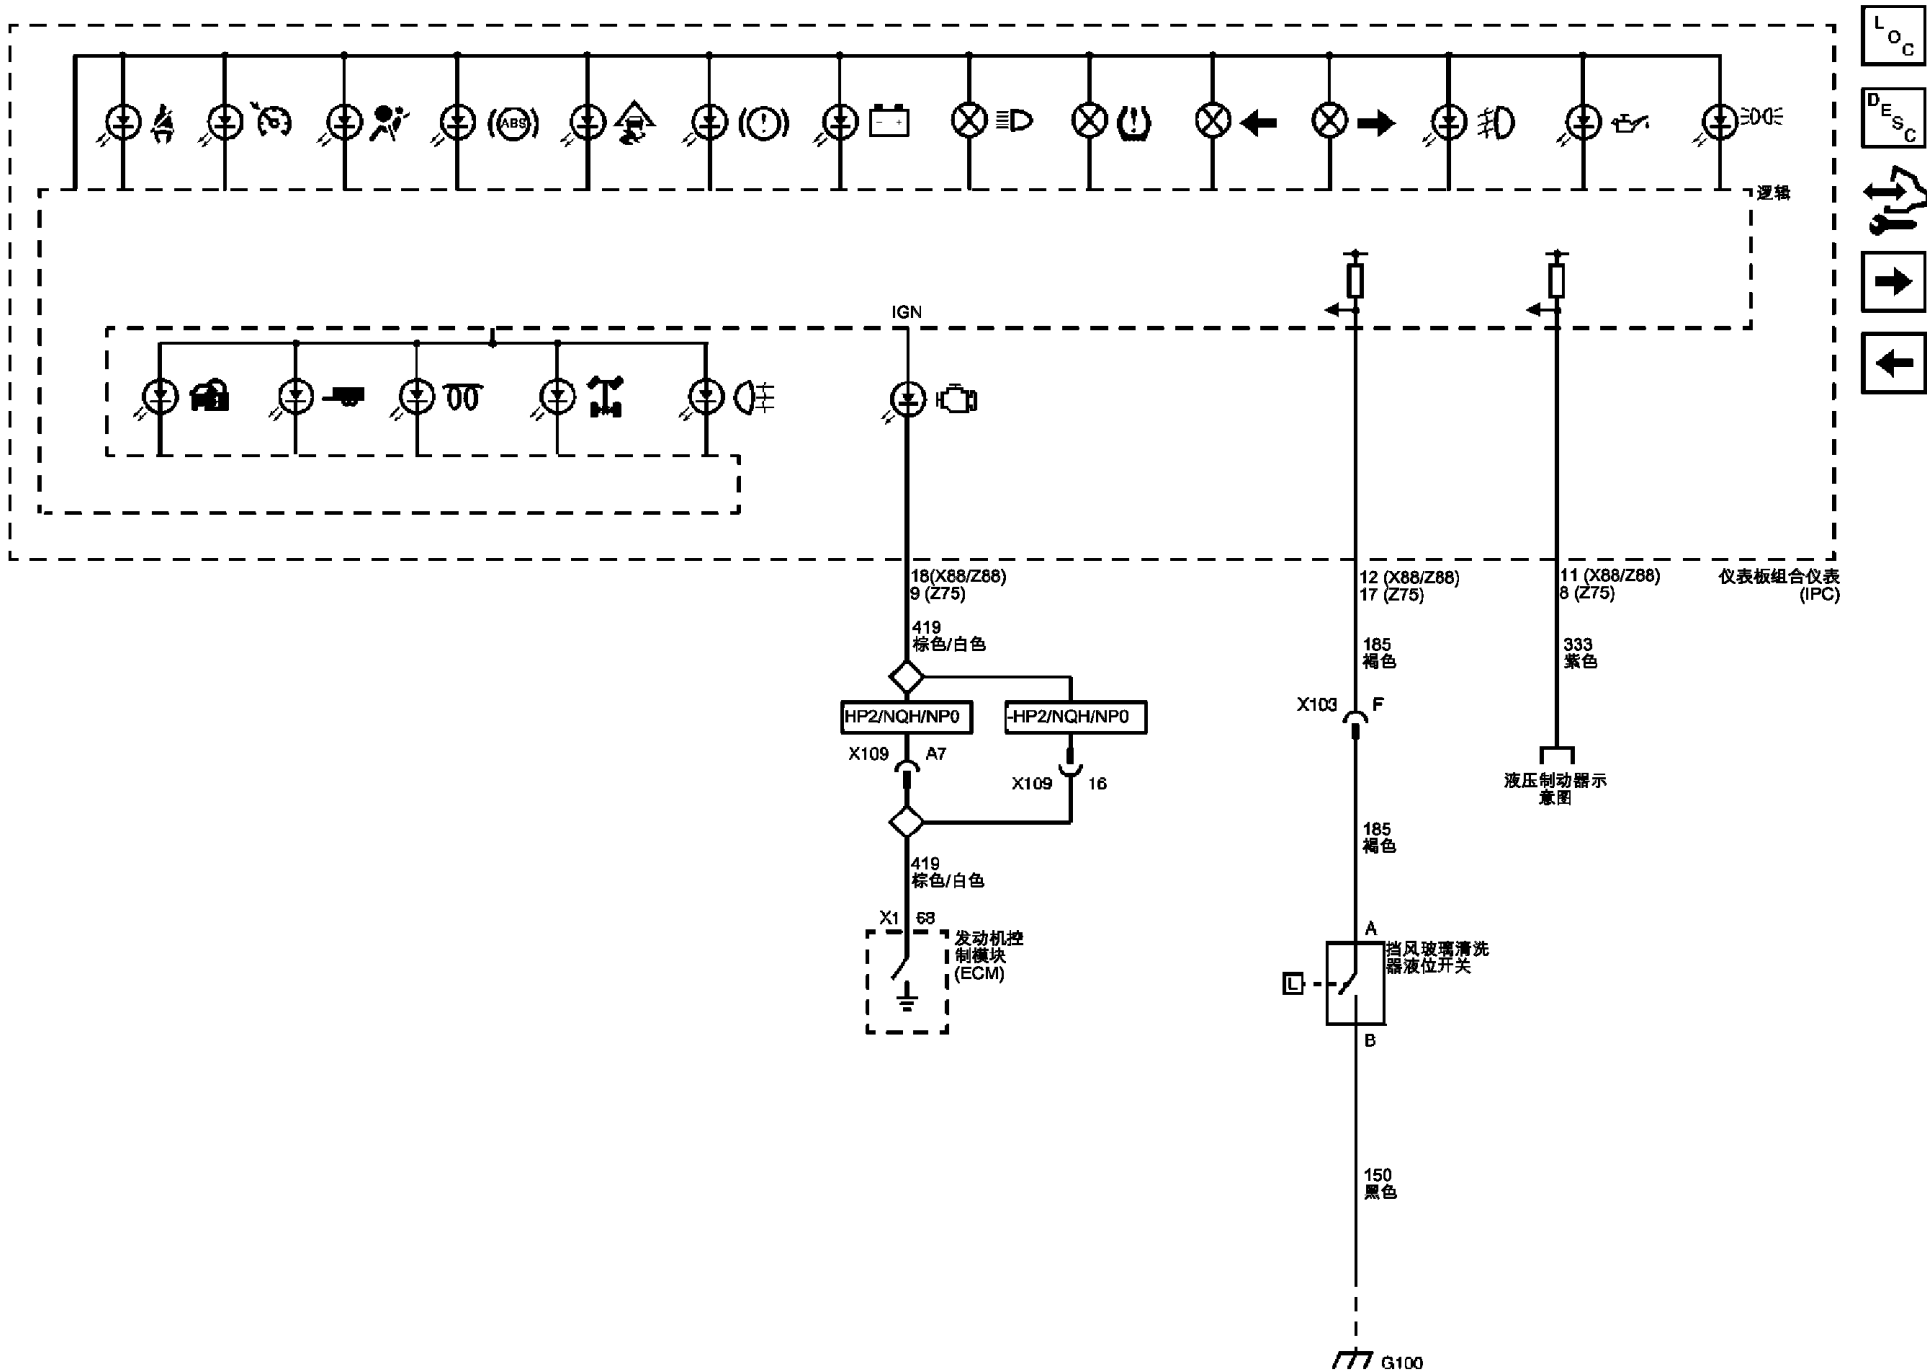 L
O
C
D
E
S
C
ABS
- +
逻辑
IGN
18(X88/Z88)
9 (Z75)
12 (X88/Z88)
17 (Z75)
11 (X88/Z88)
8 (Z75)
仪表板组合仪表
(IPC)
419
棕色/白色
185
褐色
333
紫色
HP2/NQH/NP0
-HP2/NQH/NP0
X103 F
X109 A7
X109 16
液压制动器示
意图
185
褐色
419
棕色/白色
X1 68
发动机控
制模块
(ECM)
A
挡风玻璃清洗
器液位开关
L
B
150
黑色
G100